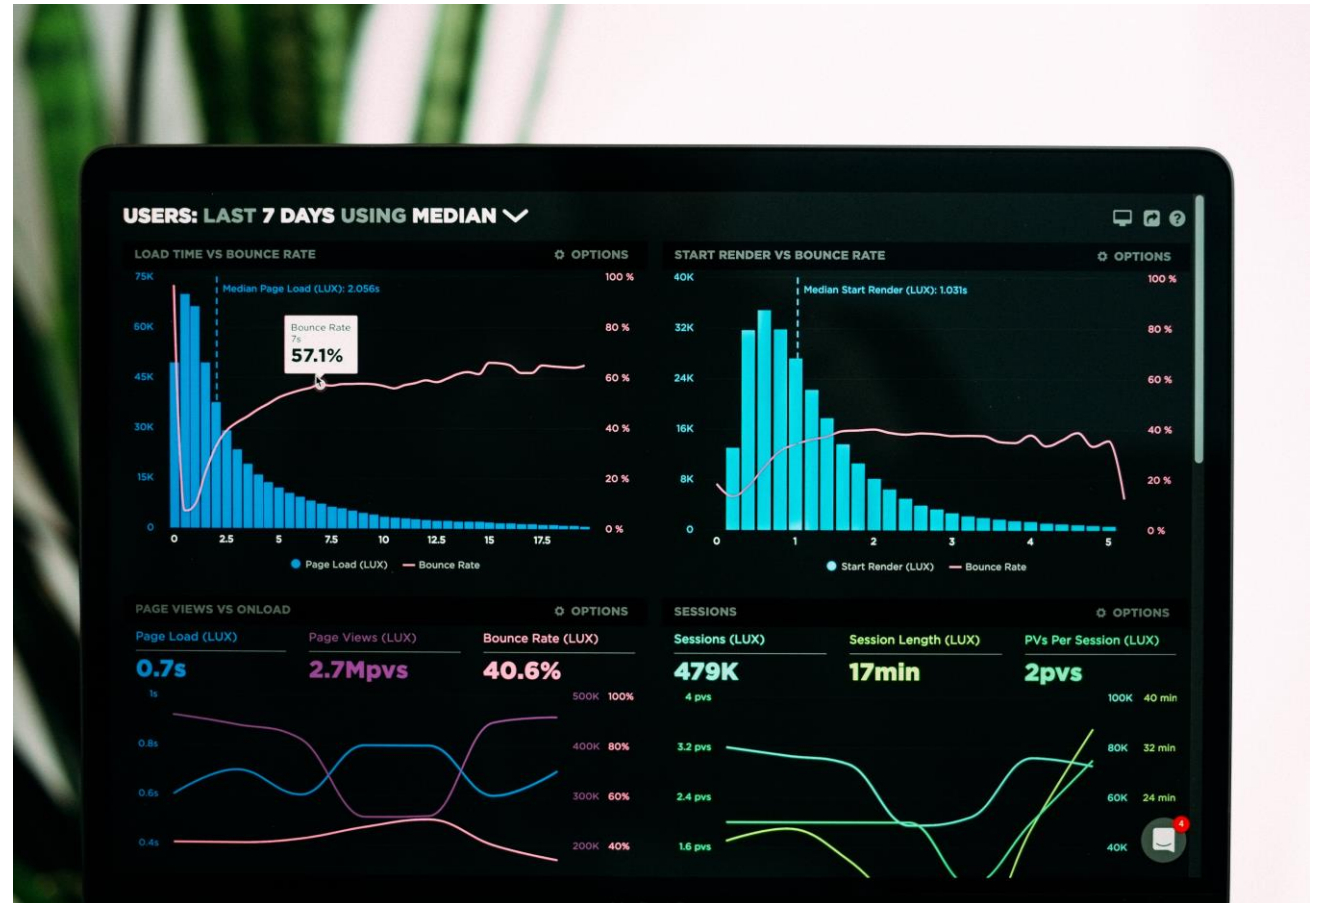 USERS: LAST 7 DAYS USING MEDIAN
LOAD TIME VS BOUNCE RATE
OPTIONS
75K
60K
45K
30K
15K
0
100 %
80 %
60 %
40 %
20 %
0 %
Median Page Load (LUX): 2.056s
Bounce Rate
7s
57.1%
0 2.5 5 7.5 10 12.5 15 17.5
Page Load (LUX) Bounce Rate
START RENDER VS BOUNCE RATE
OPTIONS
40K
32K
24K
16K
8K
0
100 %
80 %
60 %
40 %
20 %
0 %
Median Start Render (LUX): 1.031s
0 1 2 3 4 5
Start Render (LUX) Bounce Rate
PAGE VIEWS VS ONLOAD
OPTIONS
Page Load (LUX) Page Views (LUX) Bounce Rate (LUX)
0.7s 2.7Mpvs 40.6%
1s 500K 100%
0.8s 400K 80%
0.6s 300K 60%
0.4s 200K 40%
SESSIONS
OPTIONS
Sessions (LUX) Session Length (LUX) PVs Per Session (LUX)
479K 17min 2pvs
4 pvs 100K 40 min
3.2 pvs 80K 32 min
2.4 pvs 60K 24 min
1.6 pvs 40K
4